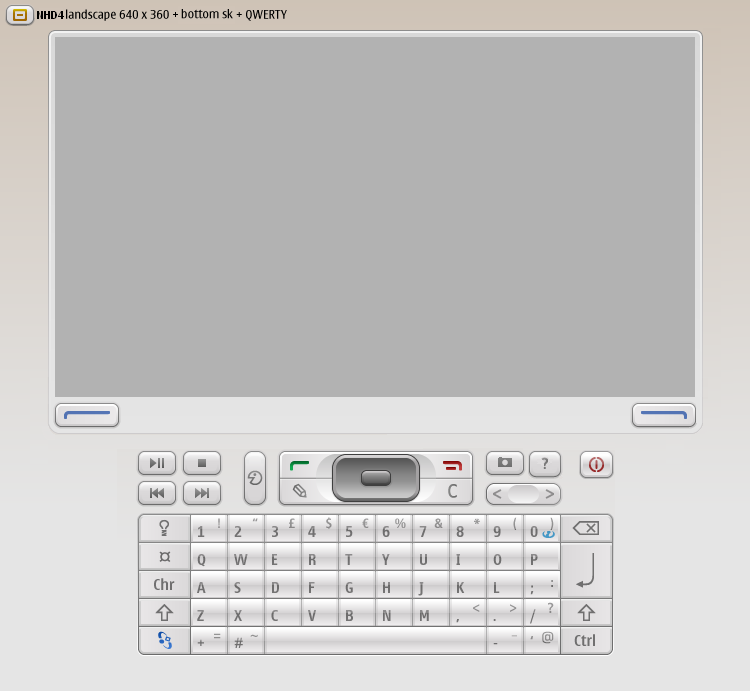 NHD4 landscape 640 x 360 + bottom sk + QWERTY
?
C
< >
1 ! 2 “ 3 £ 4 $ 5 € 6 % 7 & 8 * 9 ( 0 )
¤ Q W E R T Y U I O P
Chr A S D F G H J K L ; :
Z X C V B N M , < . > / ?
+ = # ~ - _ ' @ Ctrl